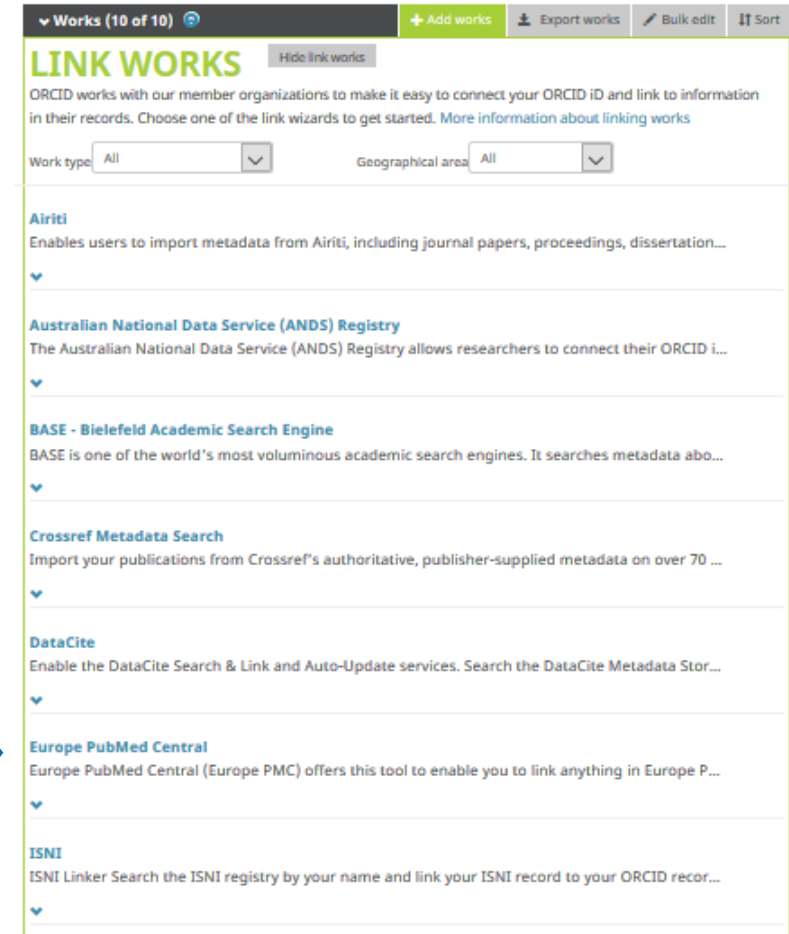 Works (10 of 10) ?
+ Add works
Export works
Bulk edit
Sort
LINK WORKS
Hide link works
ORCID works with our member organizations to make it easy to connect your ORCID iD and link to information
in their records. Choose one of the link wizards to get started. More information about linking works
Work type All
Geographical area All
Airiti
Enables users to import metadata from Airiti, including journal papers, proceedings, dissertation...
Australian National Data Service (ANDS) Registry
The Australian National Data Service (ANDS) Registry allows researchers to connect their ORCID i...
BASE - Bielefeld Academic Search Engine
BASE is one of the world's most voluminous academic search engines. It searches metadata abo...
Crossref Metadata Search
Import your publications from Crossref's authoritative, publisher-supplied metadata on over 70 ...
DataCite
Enable the DataCite Search & Link and Auto-Update services. Search the DataCite Metadata Stor...
Europe PubMed Central
Europe PubMed Central (Europe PMC) offers this tool to enable you to link anything in Europe P...
ISNI
ISNI Linker Search the ISNI registry by your name and link your ISNI record to your ORCID recor...